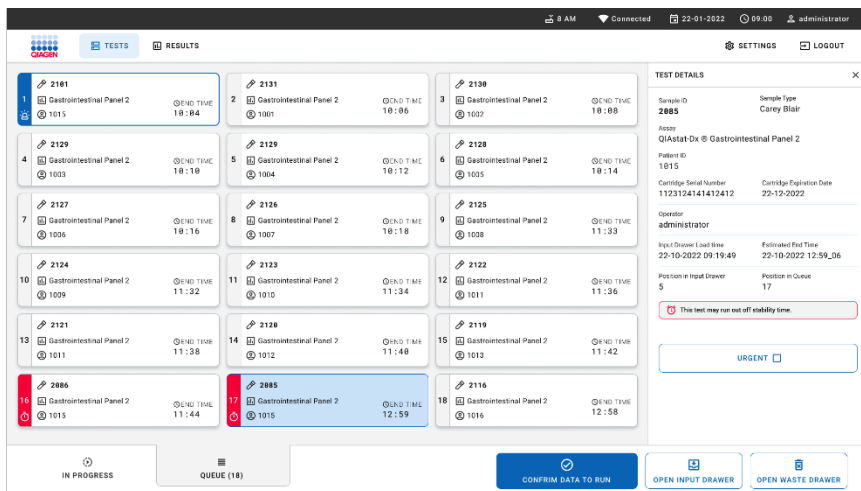 8 AM Connected 22-01-2022 09:00 administrator
QIAGEN TESTS RESULTS SETTINGS LOGOUT
1 2101 Gastrointestinal Panel 2 1015 END TIME 10:04
2 2131 Gastrointestinal Panel 2 1001 END TIME 10:06
3 2130 Gastrointestinal Panel 2 1002 END TIME 10:08
4 2129 Gastrointestinal Panel 2 1003 END TIME 10:10
5 2129 Gastrointestinal Panel 2 1004 END TIME 10:12
6 2128 Gastrointestinal Panel 2 1005 END TIME 10:14
7 2127 Gastrointestinal Panel 2 1006 END TIME 10:16
8 2126 Gastrointestinal Panel 2 1007 END TIME 10:18
9 2125 Gastrointestinal Panel 2 1008 END TIME 11:33
10 2124 Gastrointestinal Panel 2 1009 END TIME 11:32
11 2123 Gastrointestinal Panel 2 1010 END TIME 11:34
12 2122 Gastrointestinal Panel 2 1011 END TIME 11:36
13 2121 Gastrointestinal Panel 2 1011 END TIME 11:38
14 2120 Gastrointestinal Panel 2 1012 END TIME 11:40
15 2119 Gastrointestinal Panel 2 1013 END TIME 11:42
16 2086 Gastrointestinal Panel 2 1015 END TIME 11:44
17 2085 Gastrointestinal Panel 2 1015 END TIME 12:59
18 2116 Gastrointestinal Panel 2 1016 END TIME 12:58
TEST DETAILS
Sample ID Sample Type
2085 Carey Blair
Assay
QIAstat-Dx ® Gastrointestinal Panel 2
Patient ID
1015
Cartridge Serial Number Cartridge Expiration Date
1123124141412412 22-12-2022
Operator
administrator
Input Drawer Load time Estimated End Time
22-10-2022 09:19:49 22-10-2022 12:59_06
Position in Input Drawer Position in Queue
5 17
This test may run out off stability time.
URGENT
IN PROGRESS QUEUE (18) CONFRIM DATA TO RUN OPEN INPUT DRAWER OPEN WASTE DRAWER